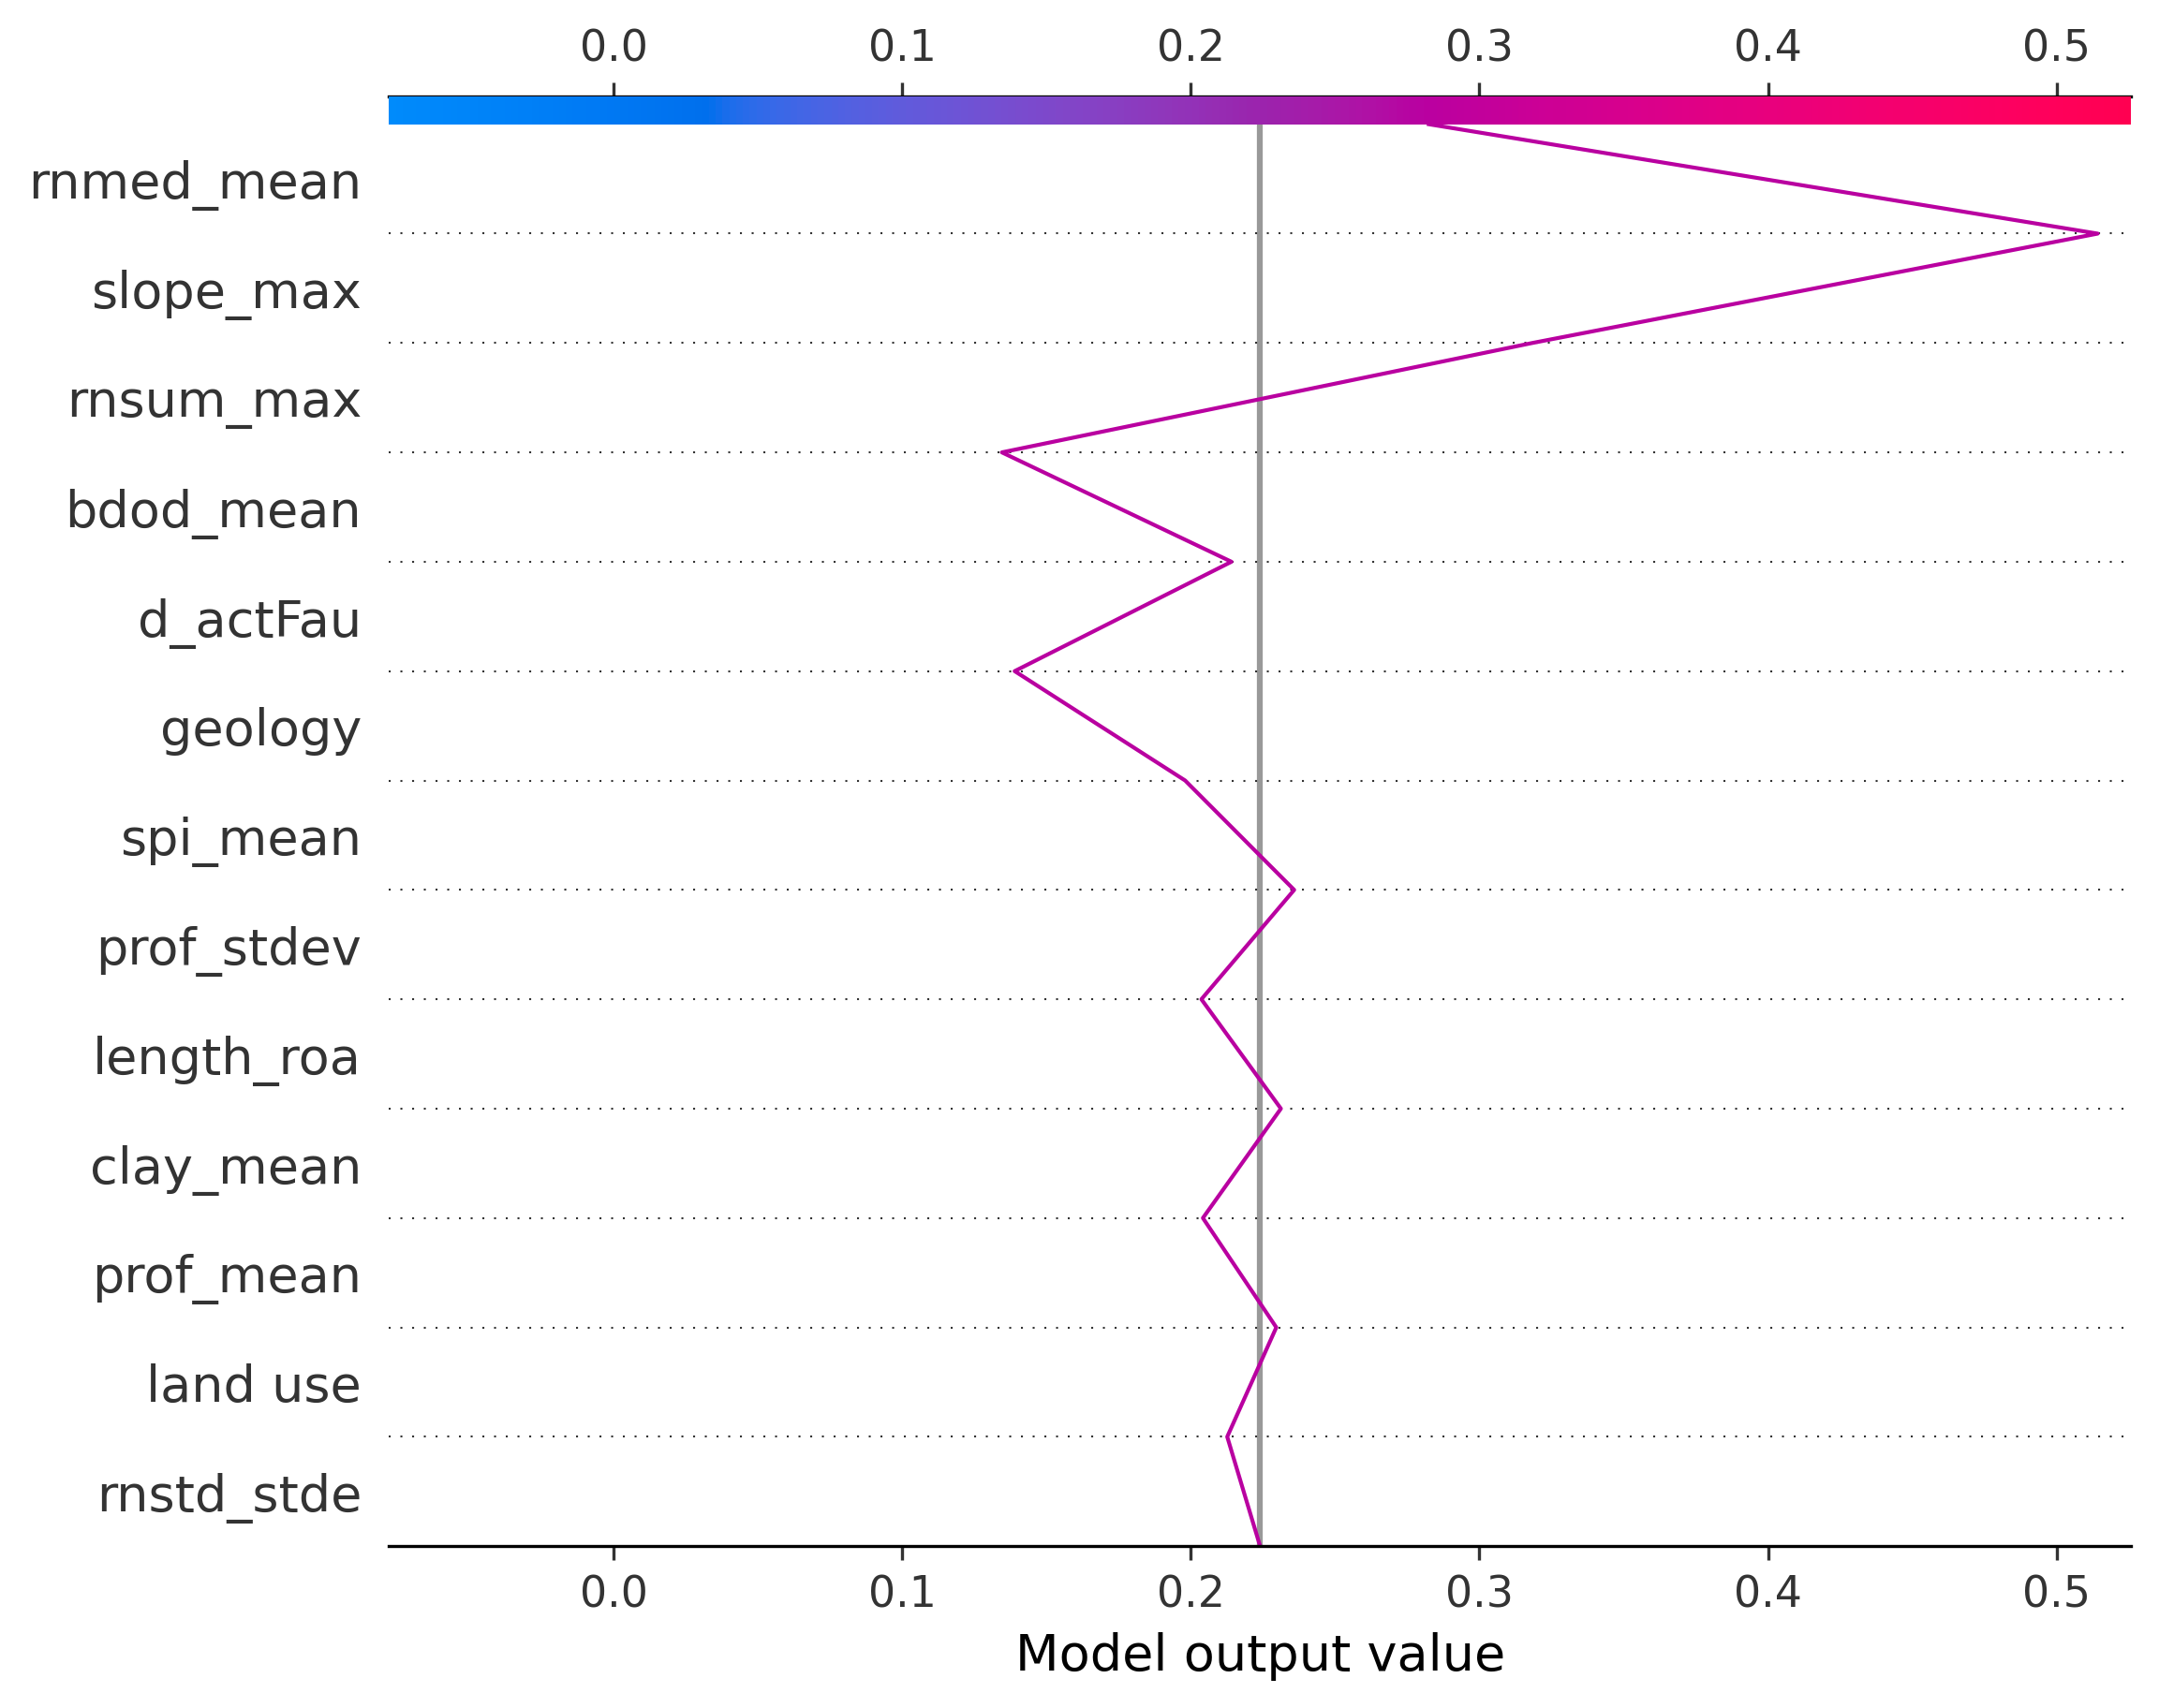 0.0 0.1 0.2 0.3 0.4 0.5
rnmed_mean
slope_max
rnsum_max
bdod_mean
d_actFau
geology
spi_mean
prof_stdev
length_roa
clay_mean
prof_mean
land use
rnstd_stde
0.0 0.1 0.2 0.3 0.4 0.5
Model output value